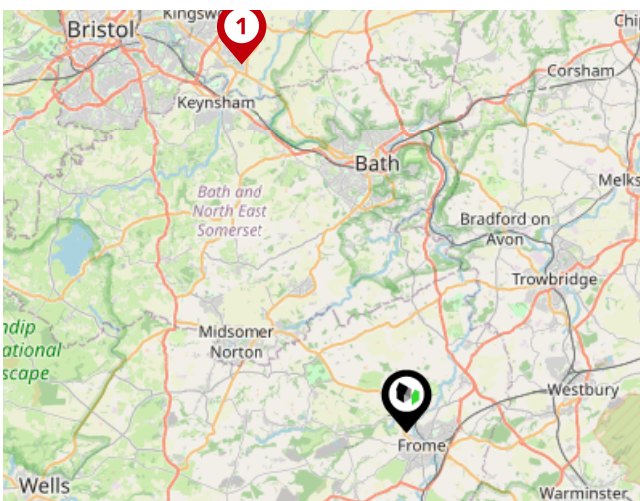 Kingsw
Bristol
1
Chi
Corsham
Keynsham
Bath
Melks
Bath and
North East
Somerset
Bradford on
Avon
Trowbridge
ndip
ational
scape
Midsomer
Norton
Westbury
Frome
Wells
Warminster